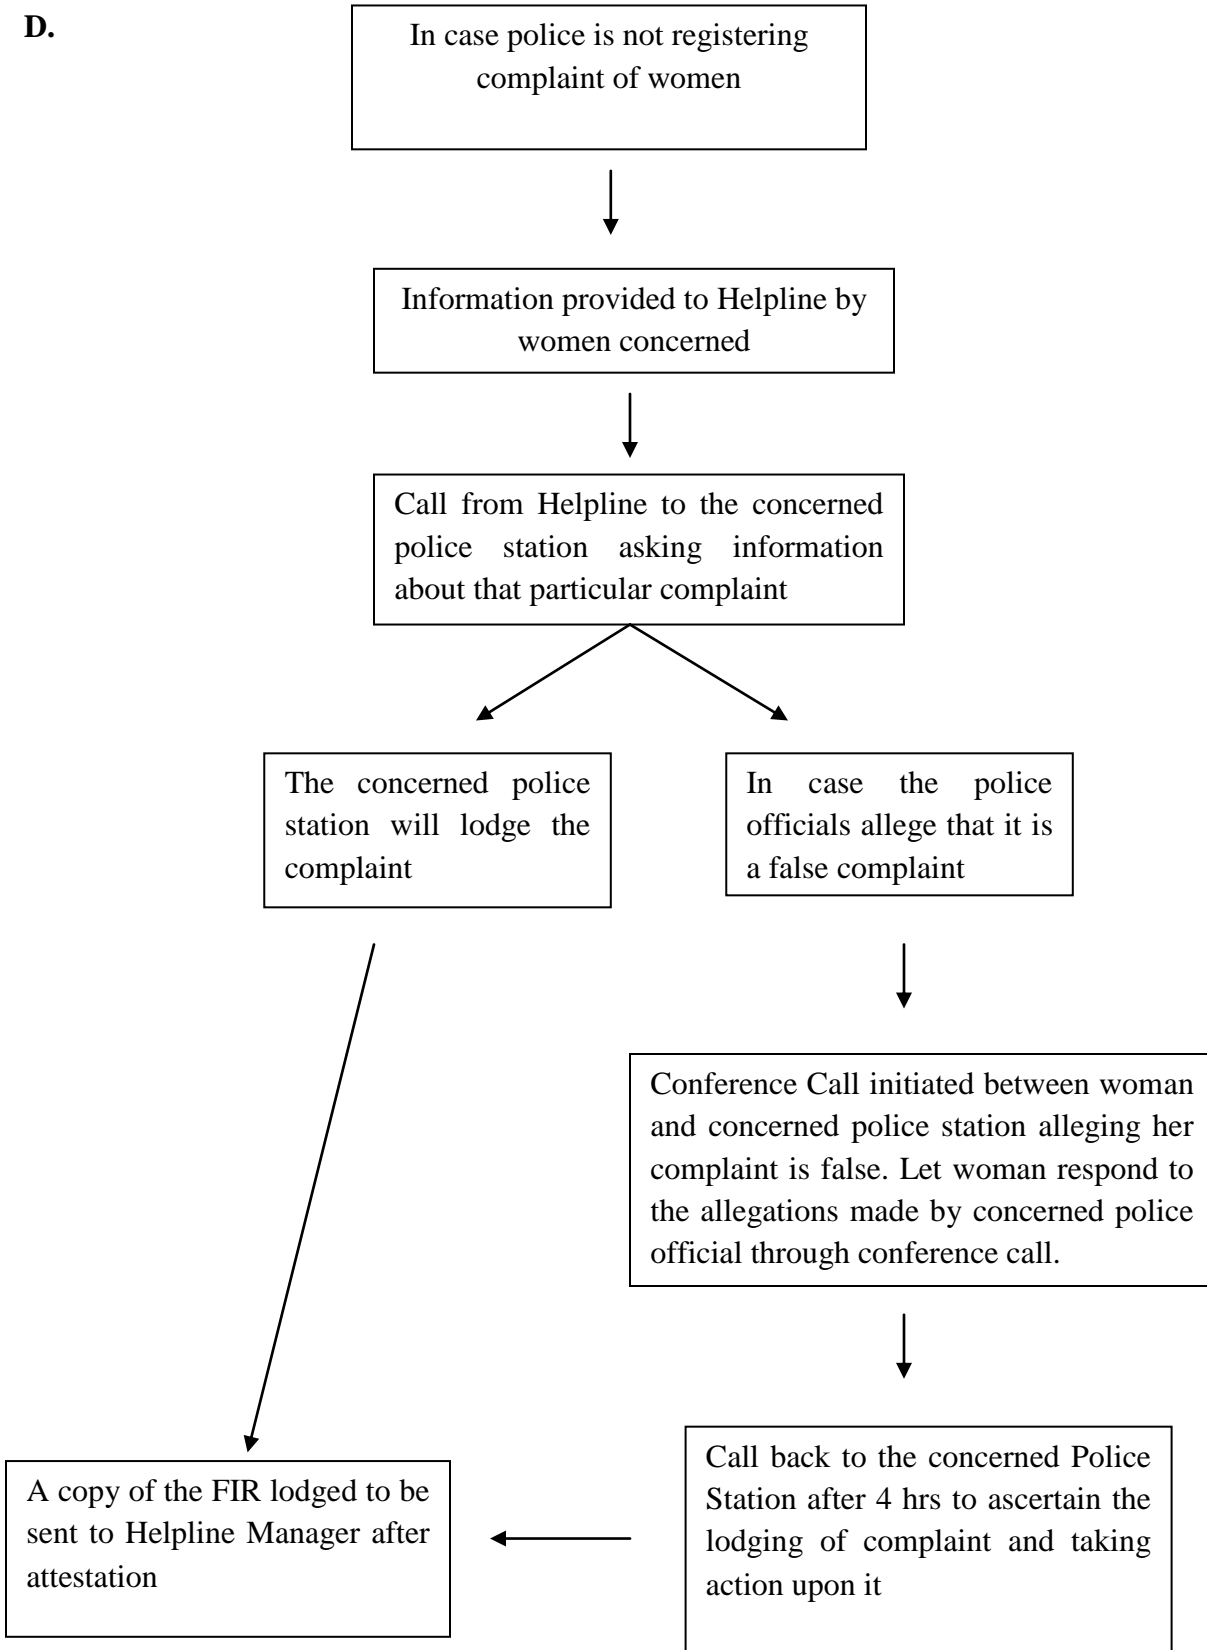 D.
In case police is not registering
complaint of women
Information provided to Helpline by
women concerned
Call from Helpline to the concerned
police station asking information
about that particular complaint
The concerned police
station will lodge the
complaint
In case the police
officials allege that it is
a false complaint
Conference Call initiated between woman
and concerned police station alleging her
complaint is false. Let woman respond to
the allegations made by concerned police
official through conference call.
Call back to the concerned Police
Station after 4 hrs to ascertain the
lodging of complaint and taking
action upon it
A copy of the FIR lodged to be
sent to Helpline Manager after
attestation